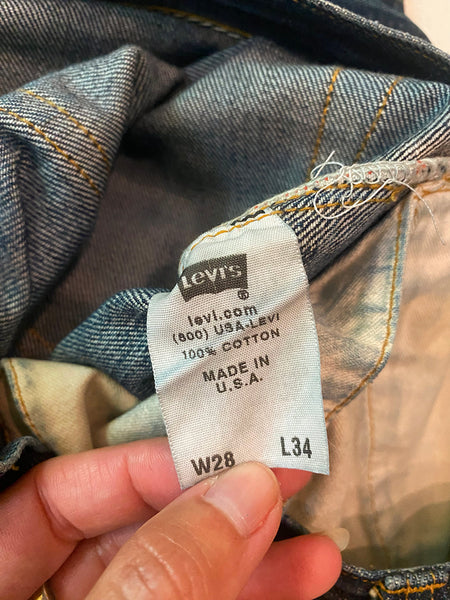 Levi's
®
levi.com
(800) USA-LEVI
100% COTTON
MADE IN
U.S.A.
W28 L34